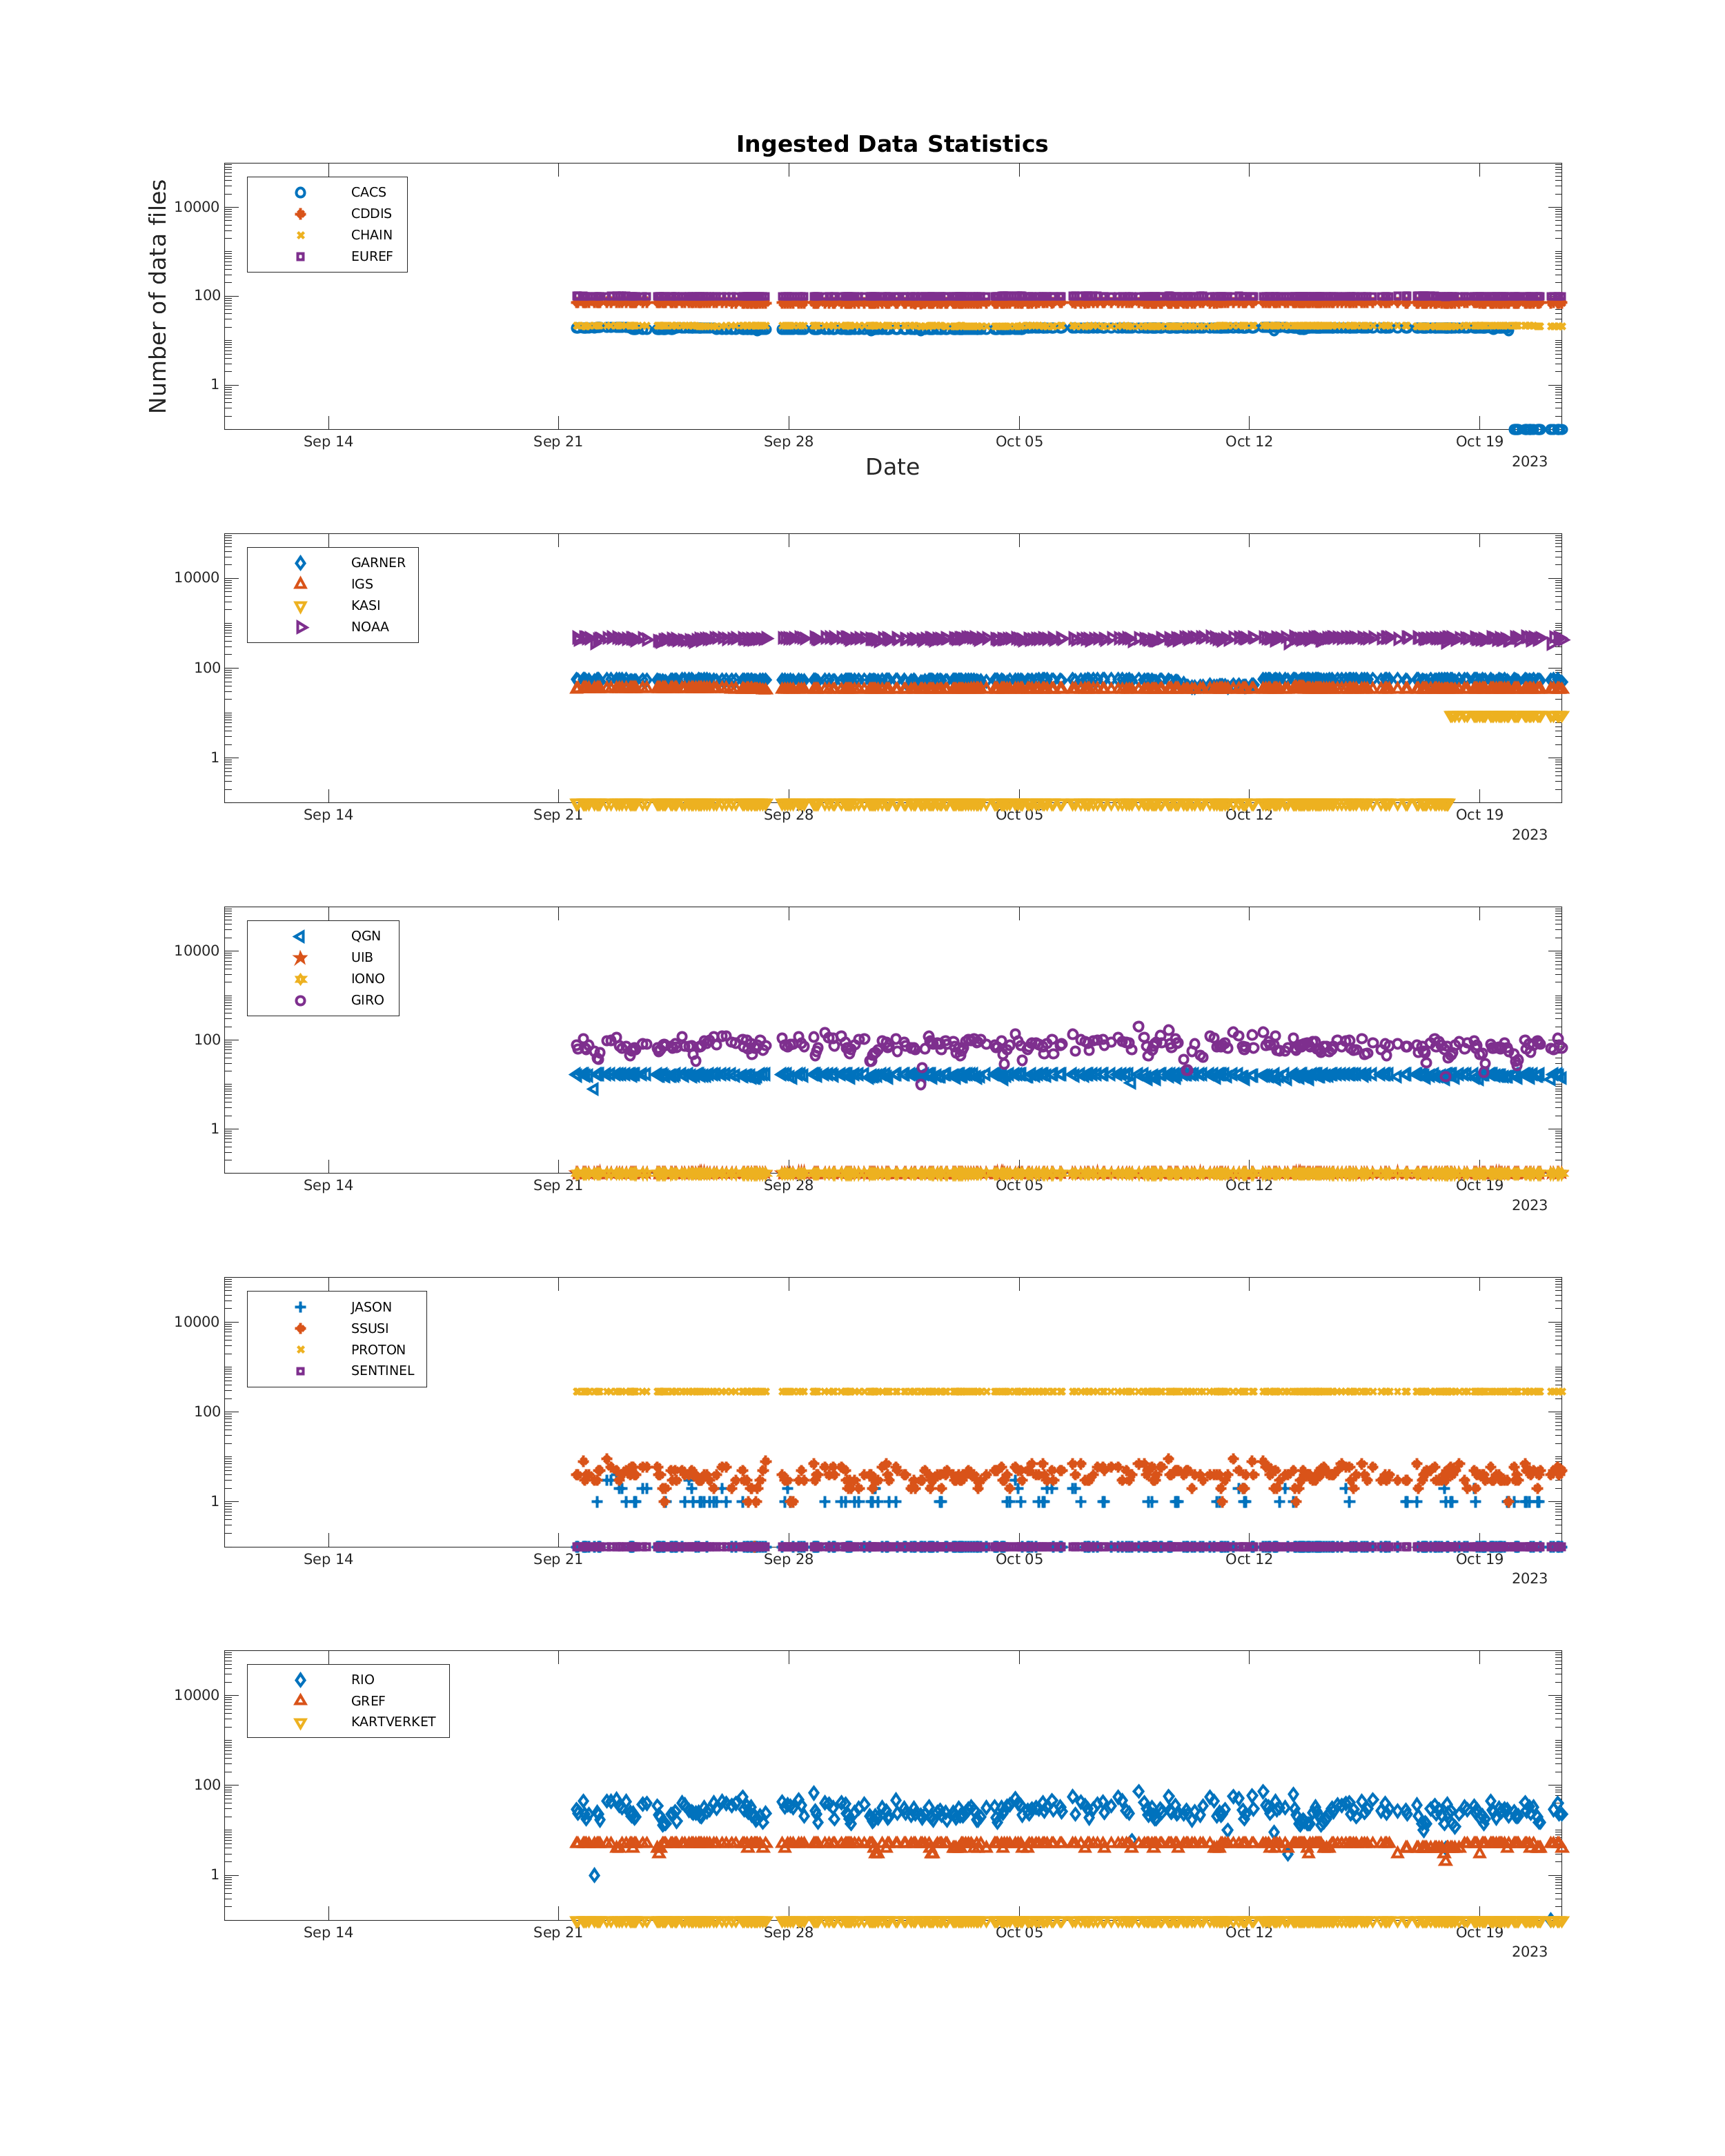 Ingested Data Statistics
Number of data files
10000
100
1
CACS
CDDIS
CHAIN
EUREF
Sep 14 Sep 21 Sep 28 Oct 05 Oct 12 Oct 19
2023
Date
10000
100
1
GARNER
IGS
KASI
NOAA
Sep 14 Sep 21 Sep 28 Oct 05 Oct 12 Oct 19
2023
10000
100
1
QGN
UIB
IONO
GIRO
Sep 14 Sep 21 Sep 28 Oct 05 Oct 12 Oct 19
2023
10000
100
1
JASON
SSUSI
PROTON
SENTINEL
Sep 14 Sep 21 Sep 28 Oct 05 Oct 12 Oct 19
2023
10000
100
1
RIO
GREF
KARTVERKET
Sep 14 Sep 21 Sep 28 Oct 05 Oct 12 Oct 19
2023